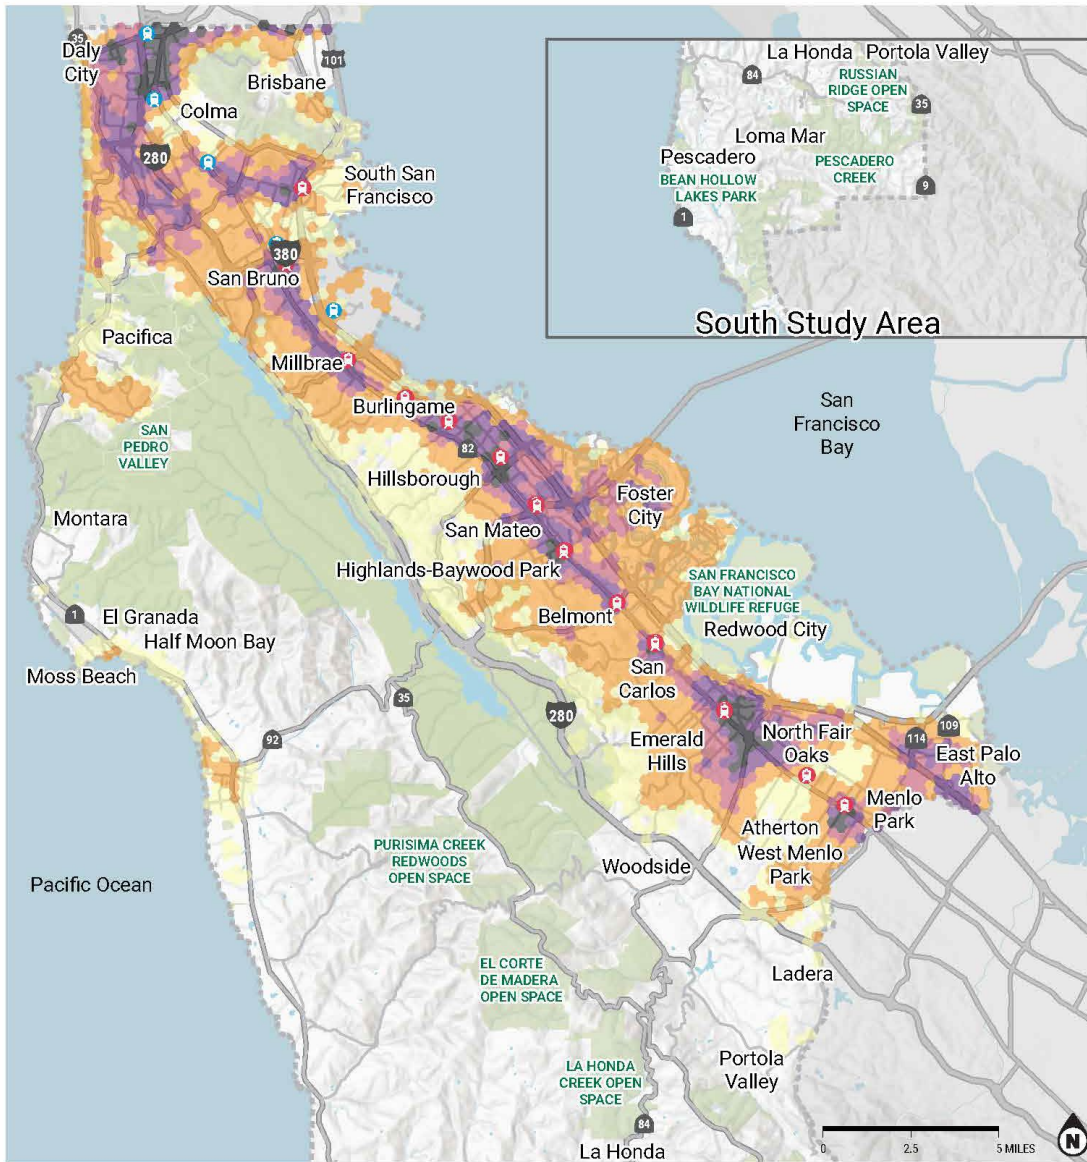 35
Daly
City
Brisbane
101
Colma
280
South San
Francisco
380
San Bruno
Pacifica
Millbrae
Burlingame
SAN
PEDRO
VALLEY
82
Hillsborough
Foster
City
San Mateo
Montara
Highlands-Baywood Park
SAN FRANCISCO
BAY NATIONAL
WILDLIFE REFUGE
Belmont
Redwood City
1
El Granada
Half Moon Bay
Moss Beach
San
Carlos
35
280
92
Emerald
Hills
North Fair
Oaks
114
109
East Palo
Alto
Menlo
Park
Atherton
West Menlo
Park
PURISIMA CREEK
REDWOODS
OPEN SPACE
Woodside
Pacific Ocean
EL CORTE
DE MADERA
OPEN SPACE
Ladera
LA HONDA
CREEK OPEN
SPACE
Portola
Valley
84
La Honda
San
Francisco
Bay
La Honda
Portola Valley
84
RUSSIAN
RIDGE OPEN
SPACE
35
Loma Mar
Pescadero
PESCADERO
CREEK
BEAN HOLLOW
LAKES PARK
9
1
South Study Area
0
2.5
5 MILES
N